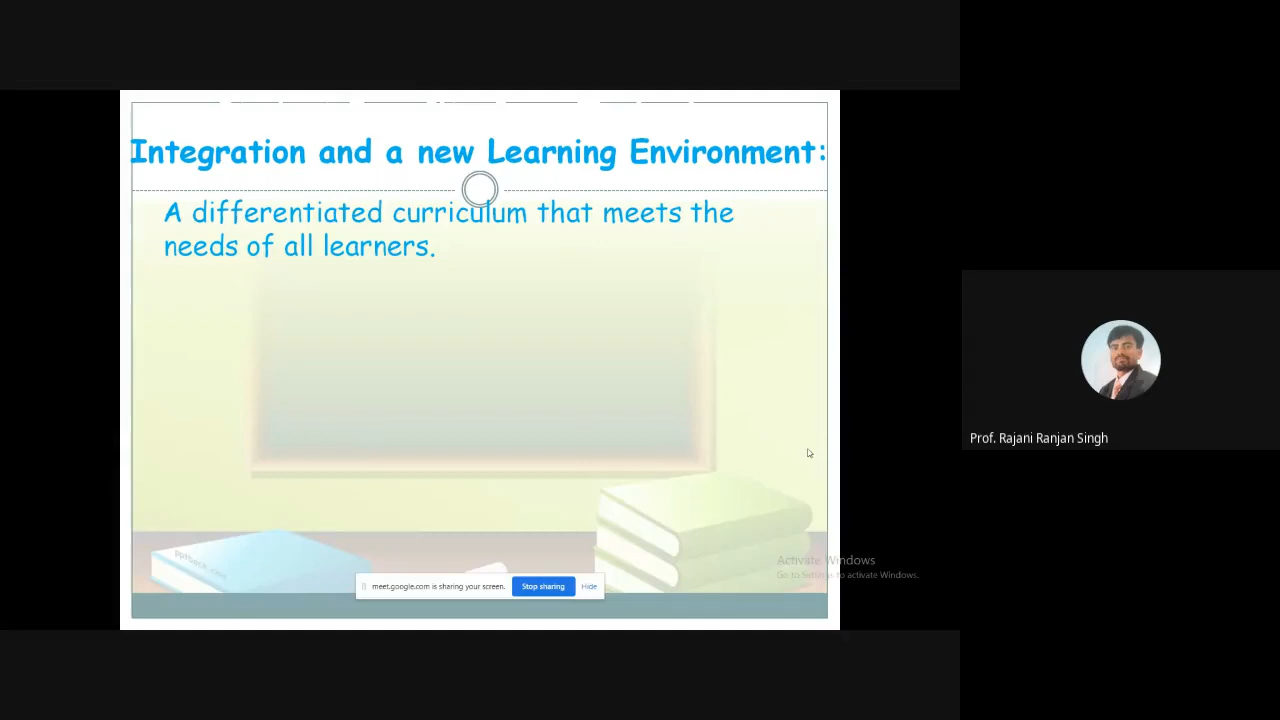 Integration and a new Learning Environment:
A differentiated curriculum that meets the
needs of all learners.
Prof. Rajani Ranjan Singh
Activate Windows
Go to Settings to activate Windows.
meet.google.com is sharing your screen. Stop sharing Hide